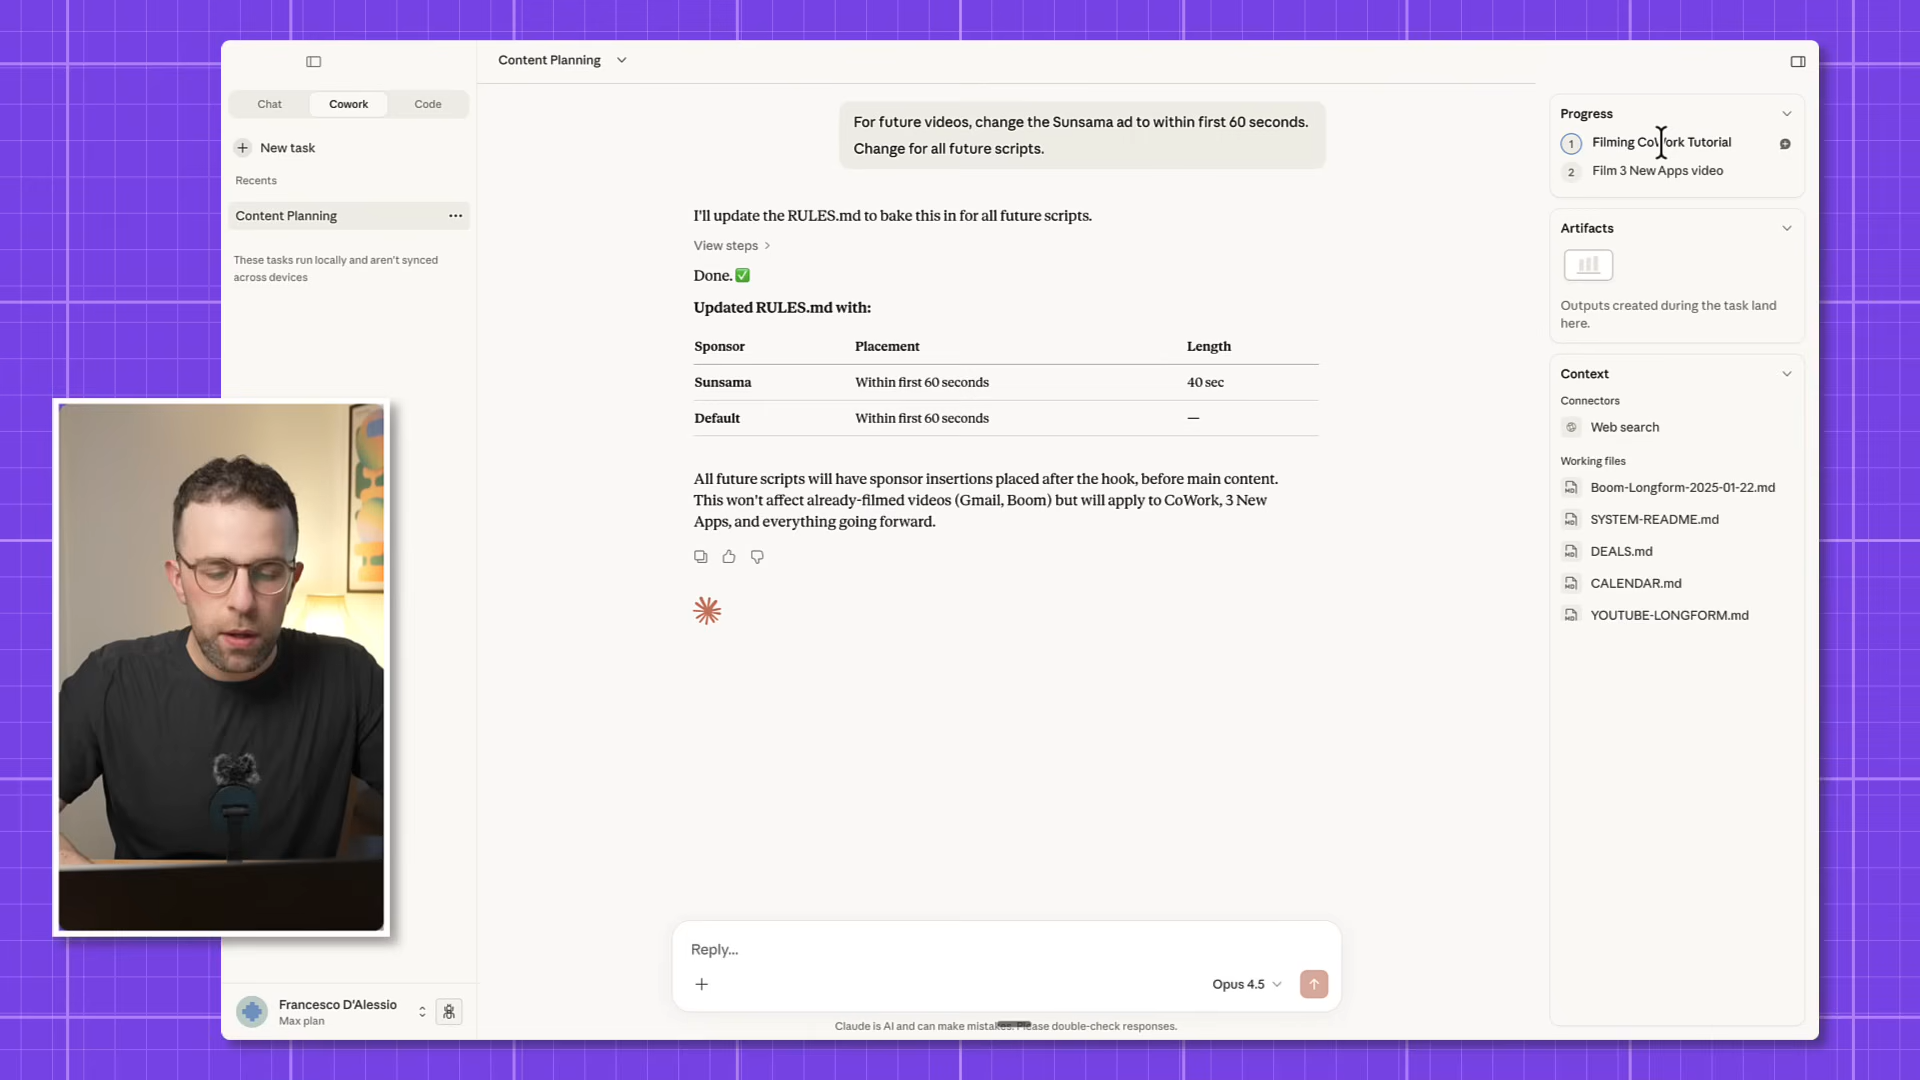 Content Planning
Chat
Cowork
Code
New task
Recents
Content Planning
These tasks run locally and aren't synced
across devices
For future videos, change the Sunsama ad to within first 60 seconds.
Change for all future scripts.
I'll update the RULES.md to bake this in for all future scripts.
View steps
Done. ✅
Updated RULES.md with:
Sponsor Placement Length
Sunsama Within first 60 seconds 40 sec
Default Within first 60 seconds —
All future scripts will have sponsor insertions placed after the hook, before main content.
This won't affect already-filmed videos (Gmail, Boom) but will apply to CoWork, 3 New
Apps, and everything going forward.
Reply...
Opus 4.5
Claude is AI and can make mistakes. Please double-check responses.
Francesco D'Alessio
Max plan
Progress
1 Filming CoWork Tutorial
2 Film 3 New Apps video
Artifacts
Outputs created during the task land
here.
Context
Connectors
Web search
Working files
Boom-Longform-2025-01-22.md
SYSTEM-README.md
DEALS.md
CALENDAR.md
YOUTUBE-LONGFORM.md